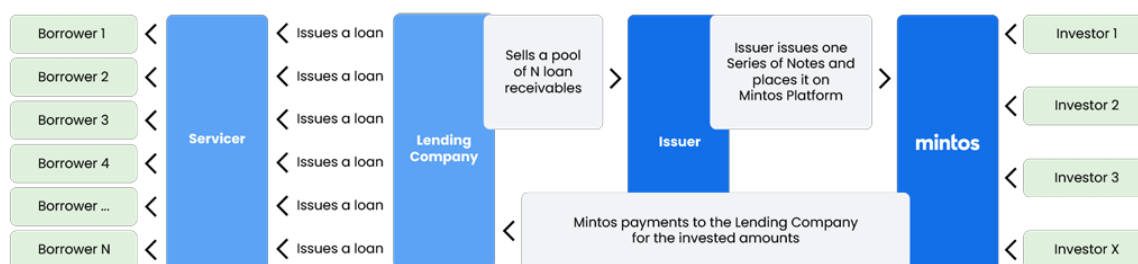 Borrower 1
Borrower 2
Borrower 3
Borrower 4
Borrower ...
Borrower N
Servicer
Issues a loan
Issues a loan
Issues a loan
Issues a loan
Issues a loan
Issues a loan
Lending
Company
Sells a pool
of N loan
receivables
Issuer
Issuer issues one
Series of Notes and
places it on
Mintos Platform
Mintos payments to the Lending Company
for the invested amounts
mintos
Investor 1
Investor 2
Investor 3
Investor X